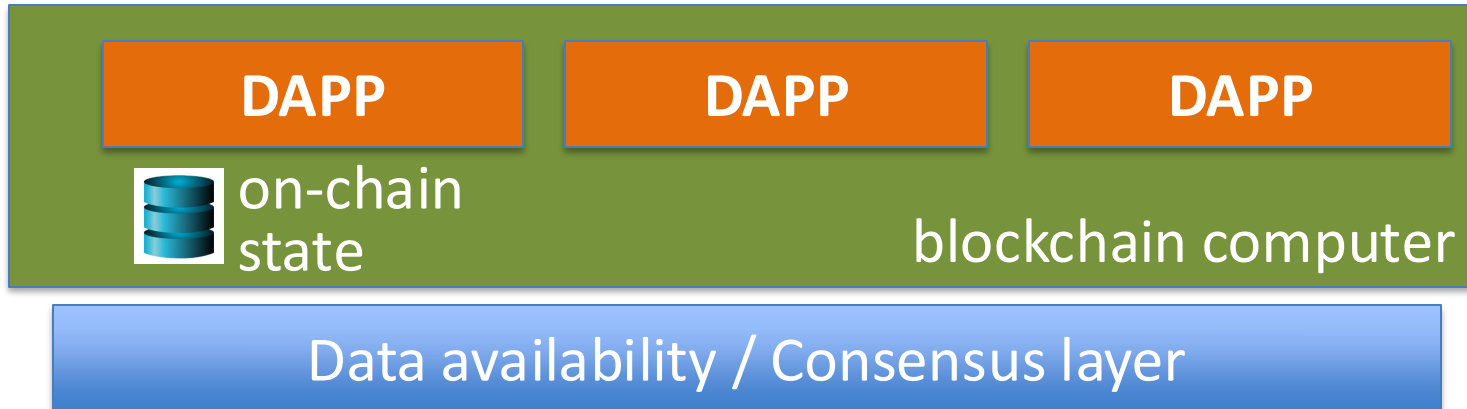 DAPP DAPP DAPP
on-chain
state
blockchain computer
Data availability / Consensus layer